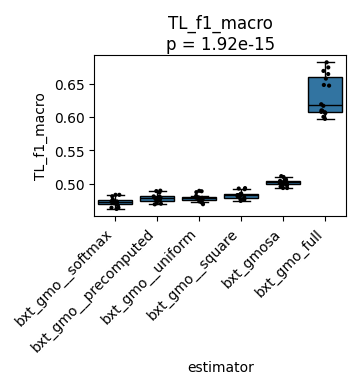 TL_f1_macro
p = 1.92e-15
TL_f1_macro
0.65
0.60
0.55
0.50
bxt_gmo__softmax
bxt_gmo__precomputed
bxt_gmo__uniform
bxt_gmo__square
bxt_gmosa
bxt_gmo_full
estimator